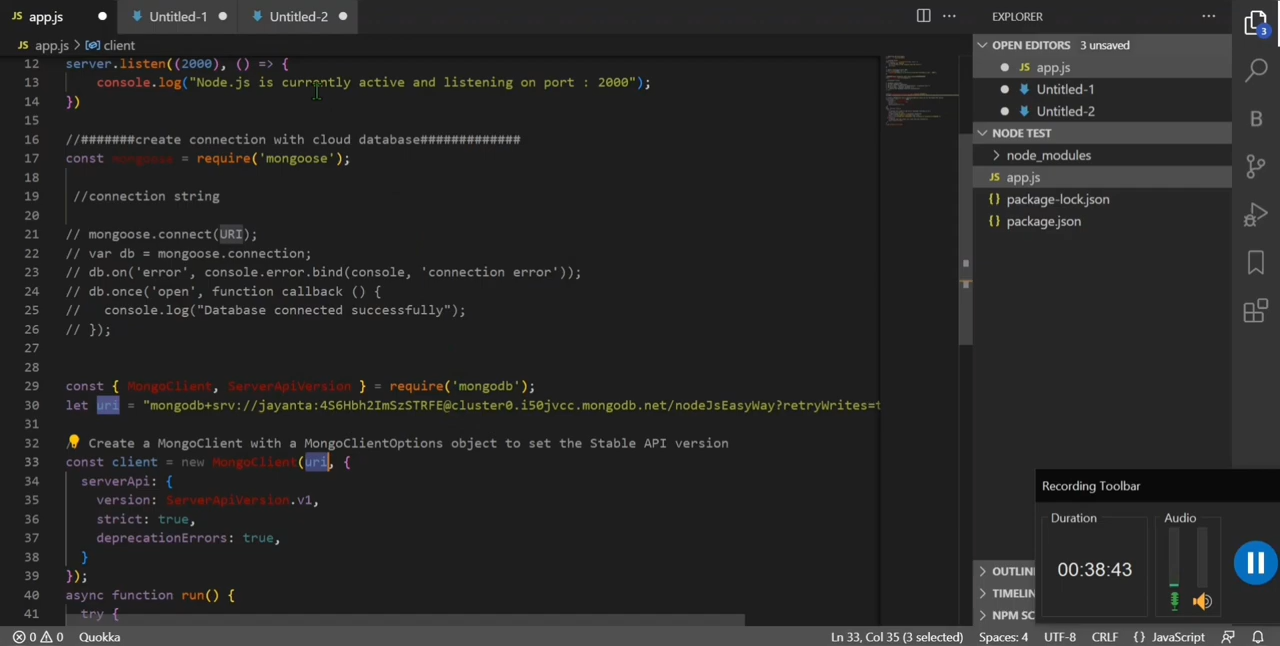 JS app.js
Untitled-1
Untitled-2
JS app.js > client
12 server.listen((2000), () => {
13 console.log("Node.js is currently active and listening on port : 2000");
14 })
15
16 //#######create connection with cloud database#############
17 const mongoose = require('mongoose');
18
19 //connection string
20
21 // mongoose.connect(URI);
22 // var db = mongoose.connection;
23 // db.on('error', console.error.bind(console, 'connection error'));
24 // db.once('open', function callback () {
25 // console.log("Database connected successfully");
26 // });
27
28
29 const { MongoClient, ServerApiVersion } = require('mongodb');
30 let uri = "mongodb+srv://jayanta:4S6Hbh2ImSzSTRFE@cluster0.i50jvcc.mongodb.net/nodeJsEasyWay?retryWrites=t
31
32 / Create a MongoClient with a MongoClientOptions object to set the Stable API version
33 const client = new MongoClient(uri, {
34 serverApi: {
35 version: ServerApiVersion.v1,
36 strict: true,
37 deprecationErrors: true,
38 }
39 });
40 async function run() {
41 try {
EXPLORER
OPEN EDITORS 3 unsaved
JS app.js
Untitled-1
Untitled-2
NODE TEST
node_modules
JS app.js
{} package-lock.json
{} package.json
OUTLIN
TIMELIN
NPM SC
3
B
Recording Toolbar
Duration
00:38:43
Audio
0 0 Quokka
Ln 33, Col 35 (3 selected) Spaces: 4 UTF-8 CRLF {} JavaScript